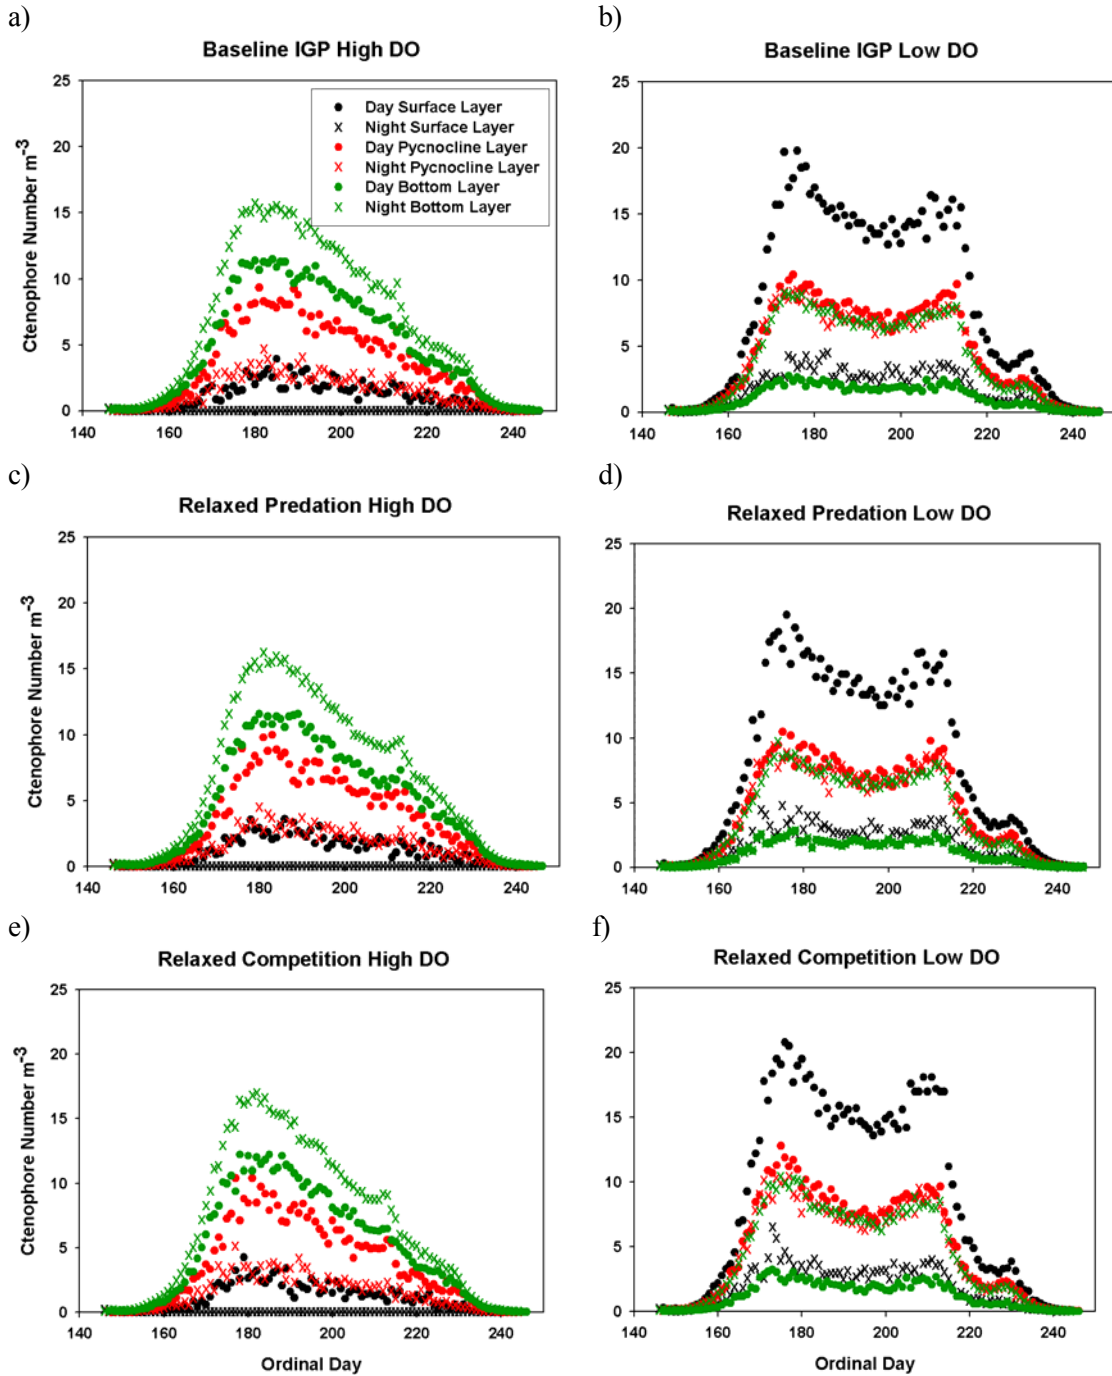 a)
Baseline IGP High DO
25
20
15
10
5
0
140 160 180 200 220 240
Ctenophore Number m-3
Day Surface Layer
Night Surface Layer
Day Pycnocline Layer
Night Pycnocline Layer
Day Bottom Layer
Night Bottom Layer
b)
Baseline IGP Low DO
25
20
15
10
5
0
140 160 180 200 220 240
c)
Relaxed Predation High DO
25
20
15
10
5
0
140 160 180 200 220 240
Ctenophore Number m-3
d)
Relaxed Predation Low DO
25
20
15
10
5
0
140 160 180 200 220 240
e)
Relaxed Competition High DO
25
20
15
10
5
0
140 160 180 200 220 240
Ctenophore Number m-3
Ordinal Day
f)
Relaxed Competition Low DO
25
20
15
10
5
0
140 160 180 200 220 240
Ordinal Day